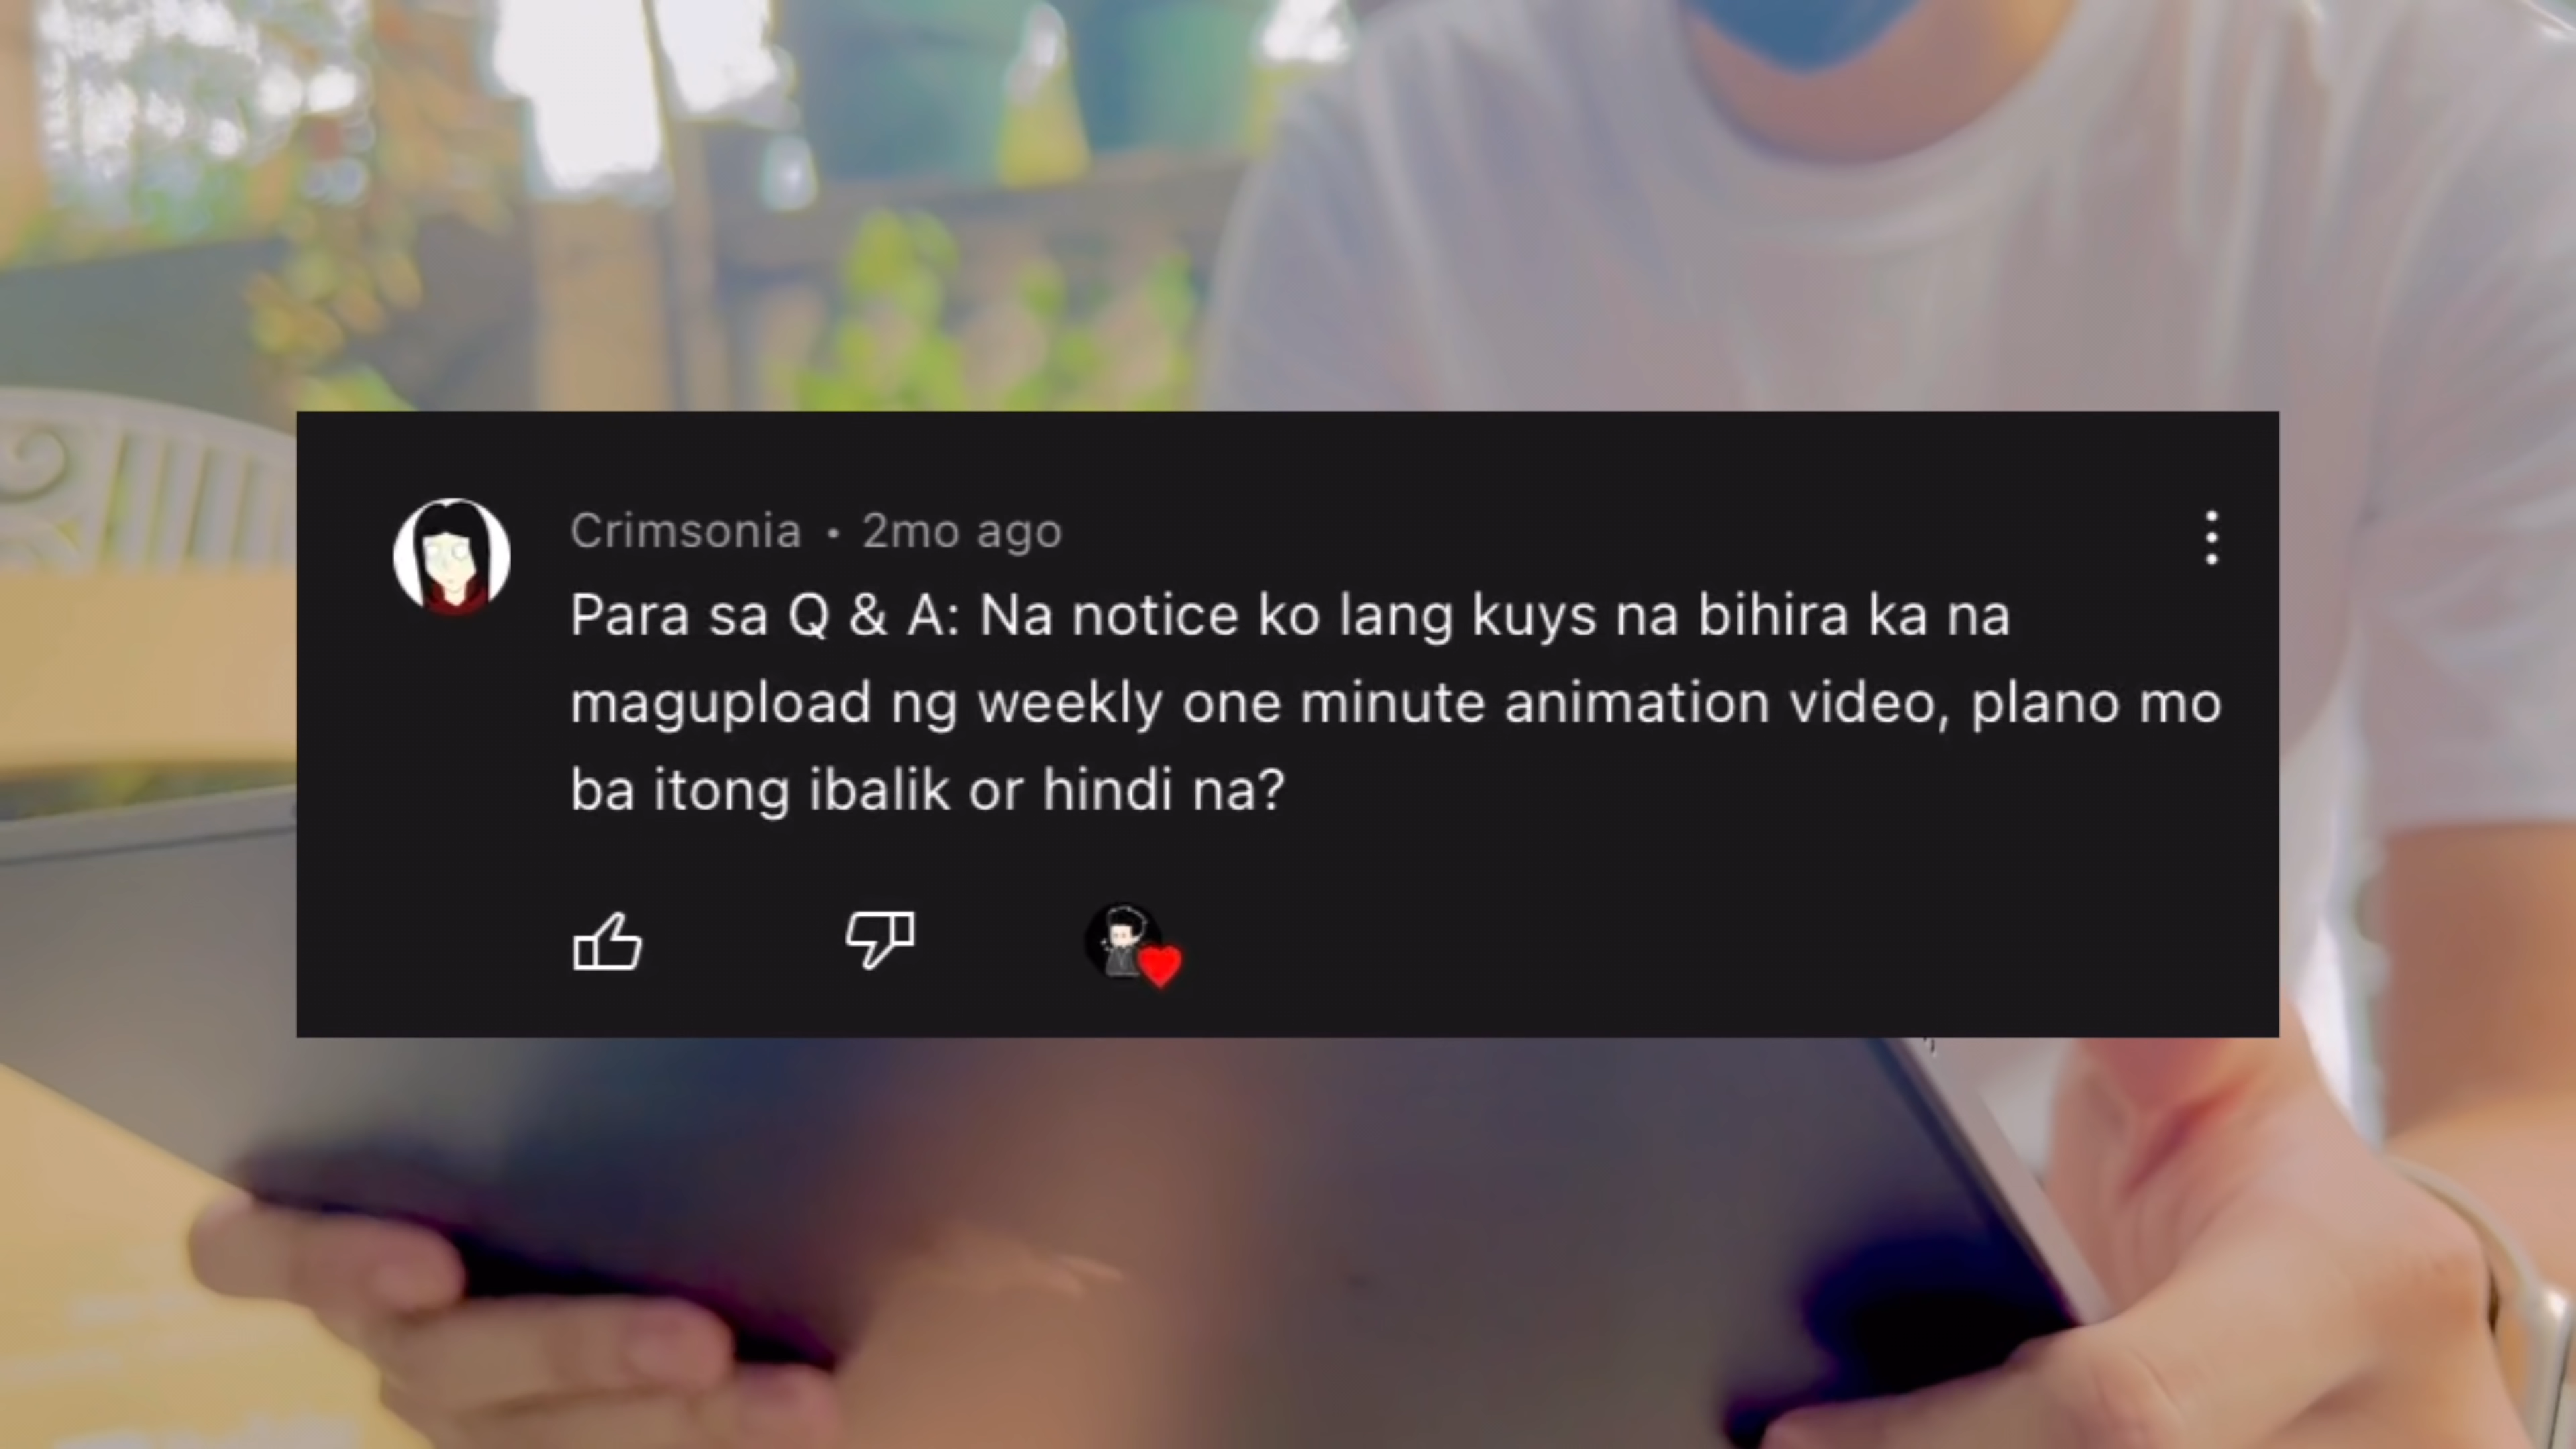 Crimsonia • 2mo ago
Para sa Q & A: Na notice ko lang kuys na bihira ka na
magupload ng weekly one minute animation video, plano mo
ba itong ibalik or hindi na?